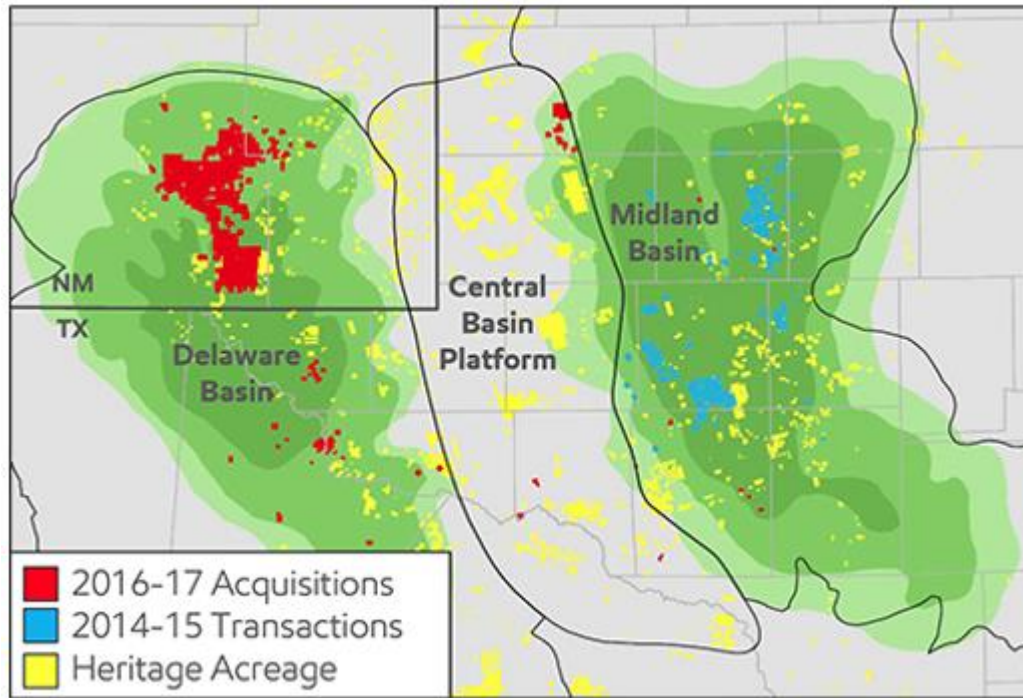 Midland
Basin
NM
Central
Basin
Platform
TX
Delaware
Basin
2016-17 Acquisitions
2014-15 Transactions
Heritage Acreage